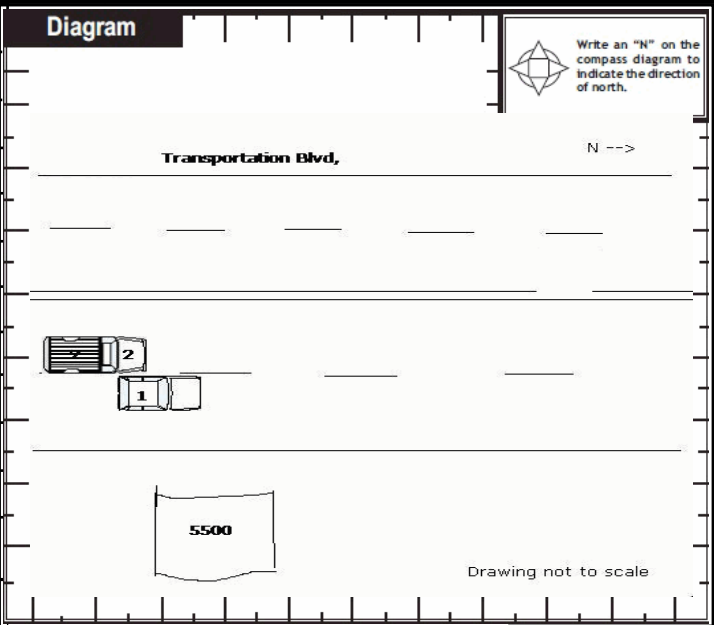 Diagram
Write an “N” on the
compass diagram to
indicate the direction
of north.
N -->
Transportation Blvd,
2
1
5500
Drawing not to scale